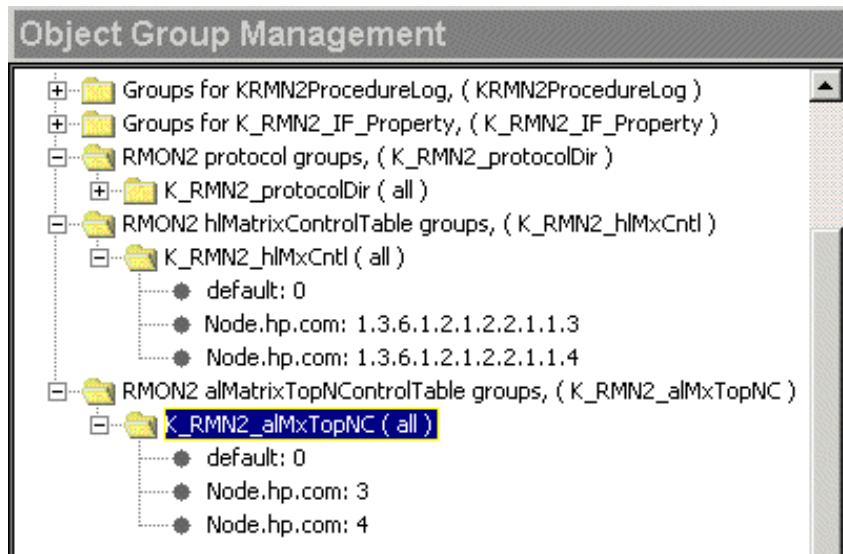 Object Group Management
Groups for KRMN2ProcedureLog, ( KRMN2ProcedureLog )
Groups for K_RMN2_IF_Property, ( K_RMN2_IF_Property )
RMON2 protocol groups, ( K_RMN2_protocolDir )
K_RMN2_protocolDir ( all )
RMON2 hlMatrixControlTable groups, ( K_RMN2_hlMxCntl )
K_RMN2_hlMxCntl ( all )
default: 0
Node.hp.com: 1.3.6.1.2.1.2.2.1.1.3
Node.hp.com: 1.3.6.1.2.1.2.2.1.1.4
RMON2 alMatrixTopNControlTable groups, ( K_RMN2_alMxTopNC )
K_RMN2_alMxTopNC ( all )
default: 0
Node.hp.com: 3
Node.hp.com: 4